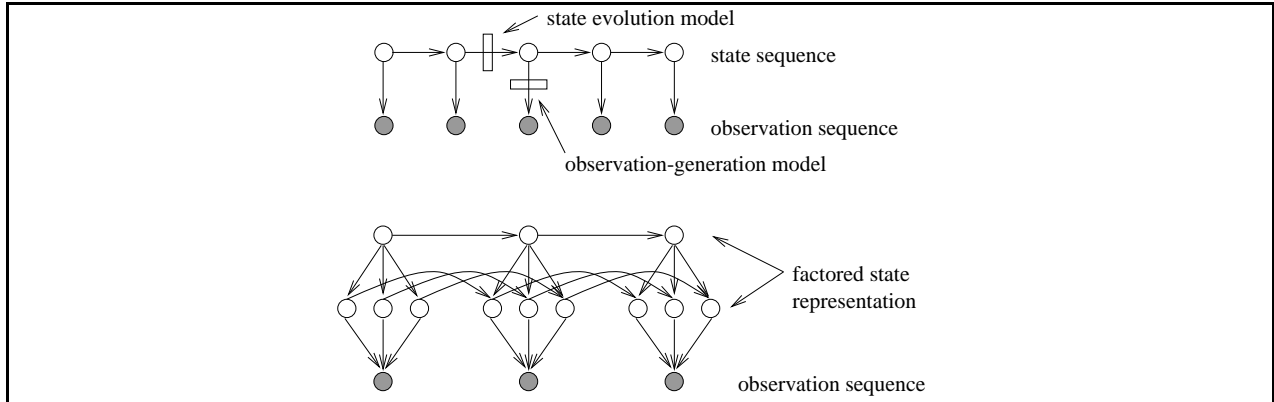 state evolution model
state sequence
observation sequence
observation-generation model
factored state
representation
observation sequence